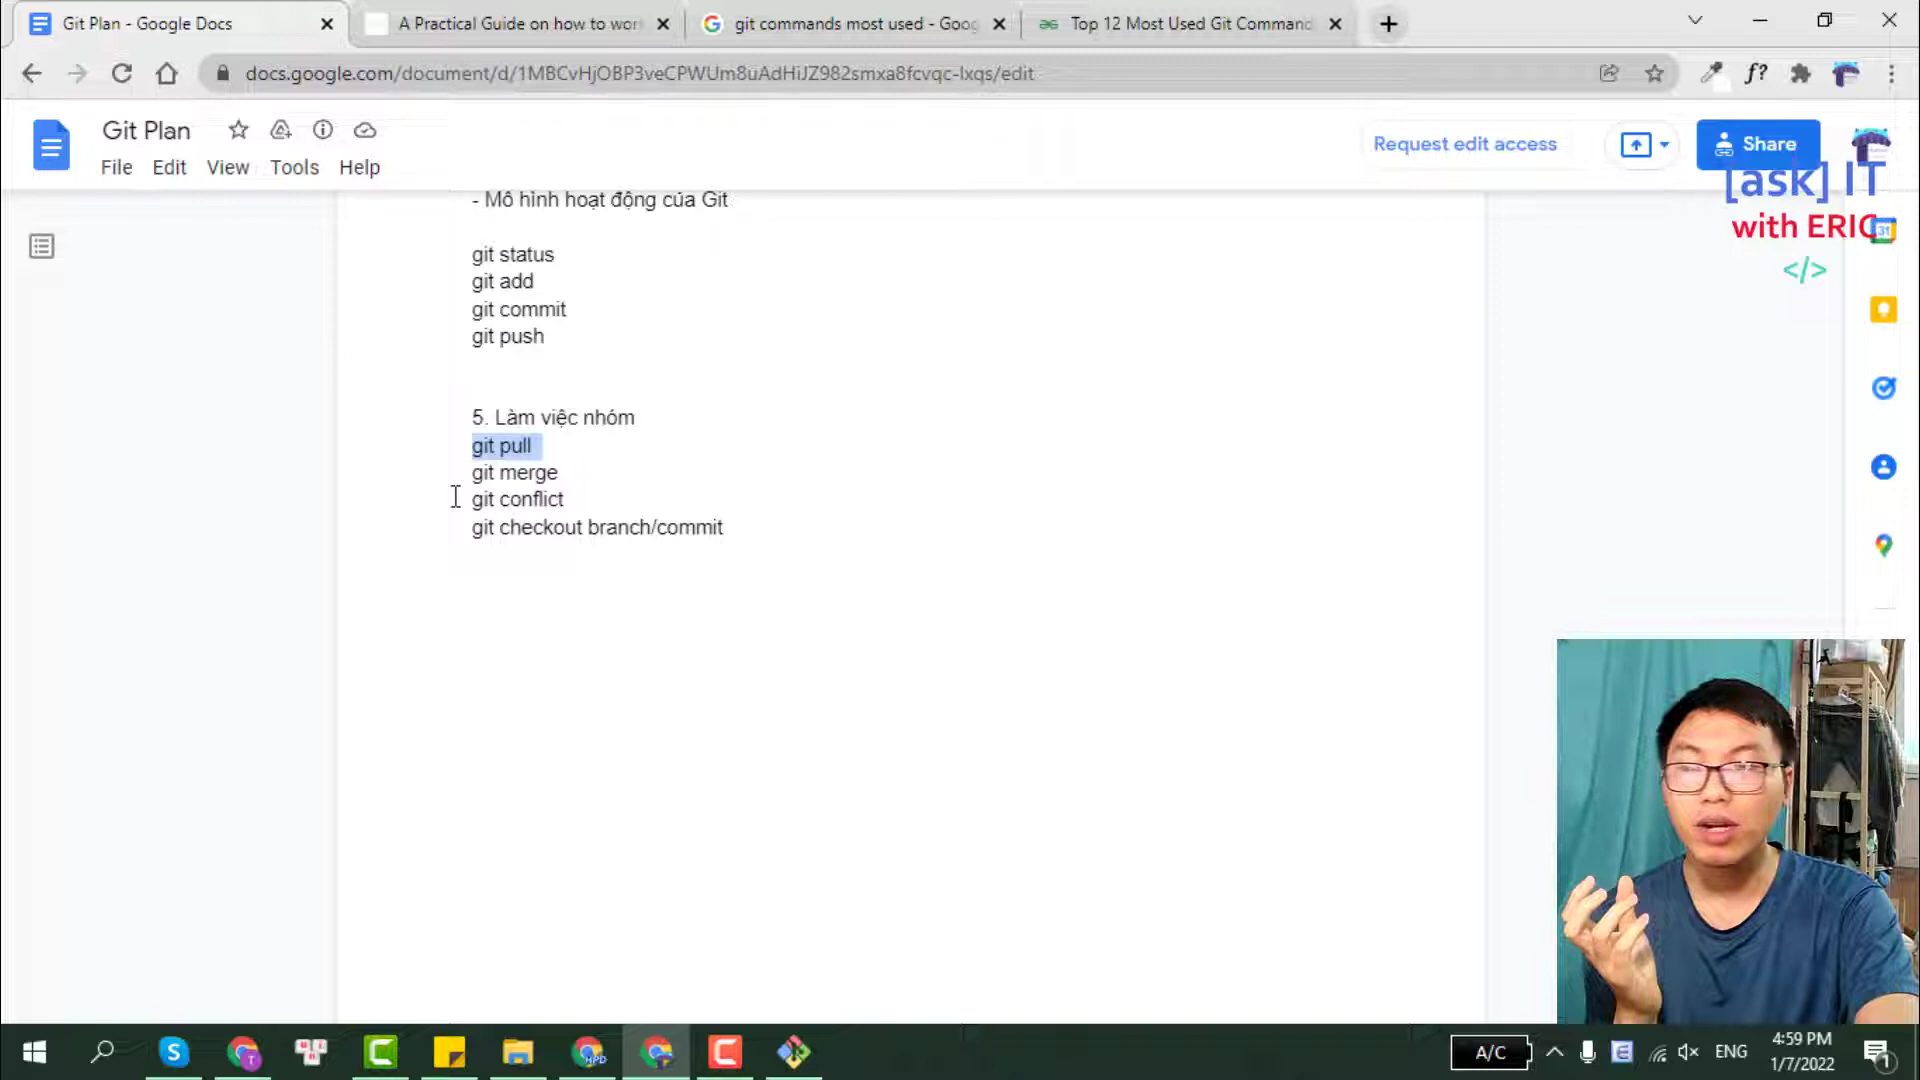 Git Plan - Google Docs
A Practical Guide on how to wor
git commands most used - Goog
Top 12 Most Used Git Command
docs.google.com/document/d/1MBCvHjOBP3veCPWUm8uAdHiJZ982smxa8fcvqc-lxqs/edit
f?
Git Plan
File Edit View Tools Help
Request edit access
Share
[ask] IT
with ERIC
</>
31
- Mô hình hoạt động của Git
git status
git add
git commit
git push
5. Làm việc nhóm
git pull
git merge
git conflict
git checkout branch/commit
A/C
ENG
4:59 PM
1/7/2022
1